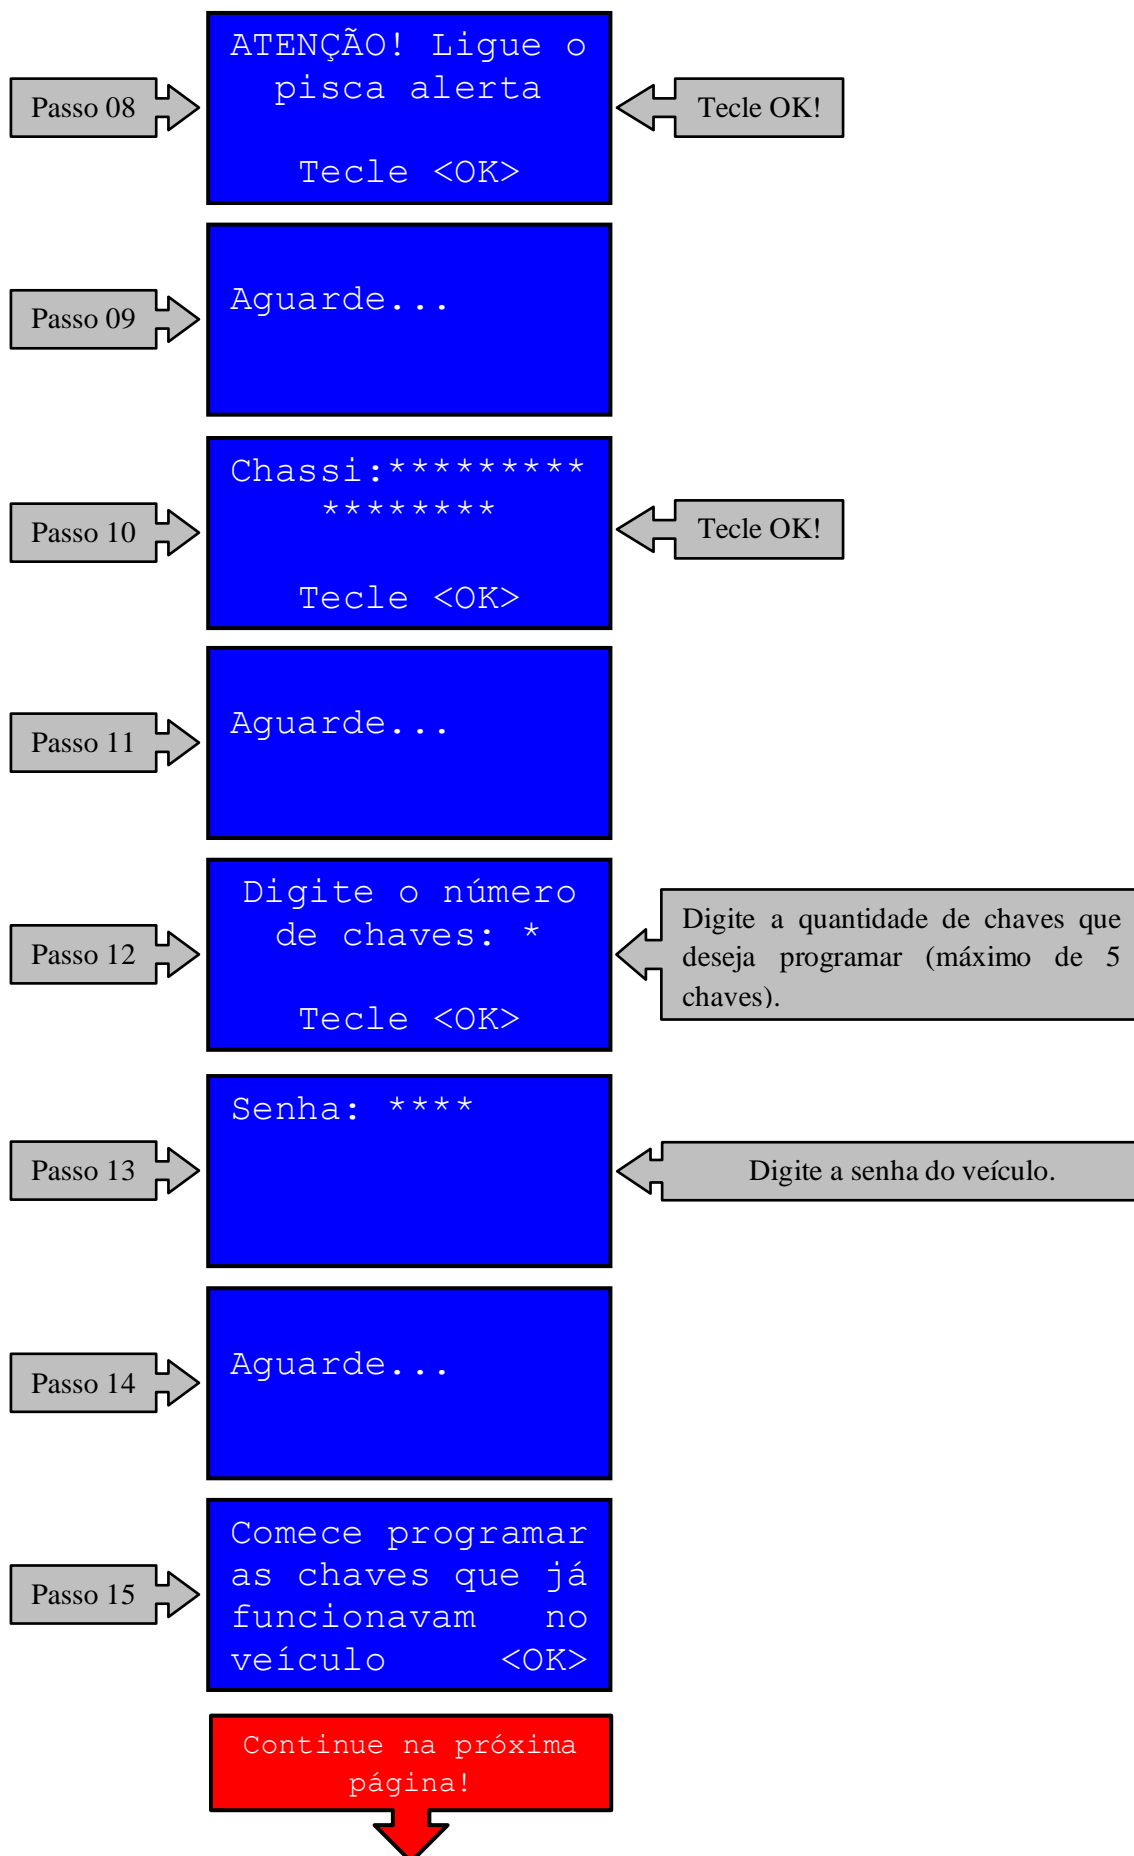 Passo 08
ATENÇÃO! Ligue o
pisca alerta
Tecle <OK>
Tecle OK!
Passo 09
Aguarde...
Passo 10
Chassi:*********
********
Tecle <OK>
Tecle OK!
Passo 11
Aguarde...
Passo 12
Digite o número
de chaves: *
Tecle <OK>
Digite a quantidade de chaves que
deseja programar (máximo de 5
chaves).
Passo 13
Senha: ****
Digite a senha do veículo.
Passo 14
Aguarde...
Passo 15
Comece programar
as chaves que já
funcionavam no
veículo <OK>
Continue na próxima
página!